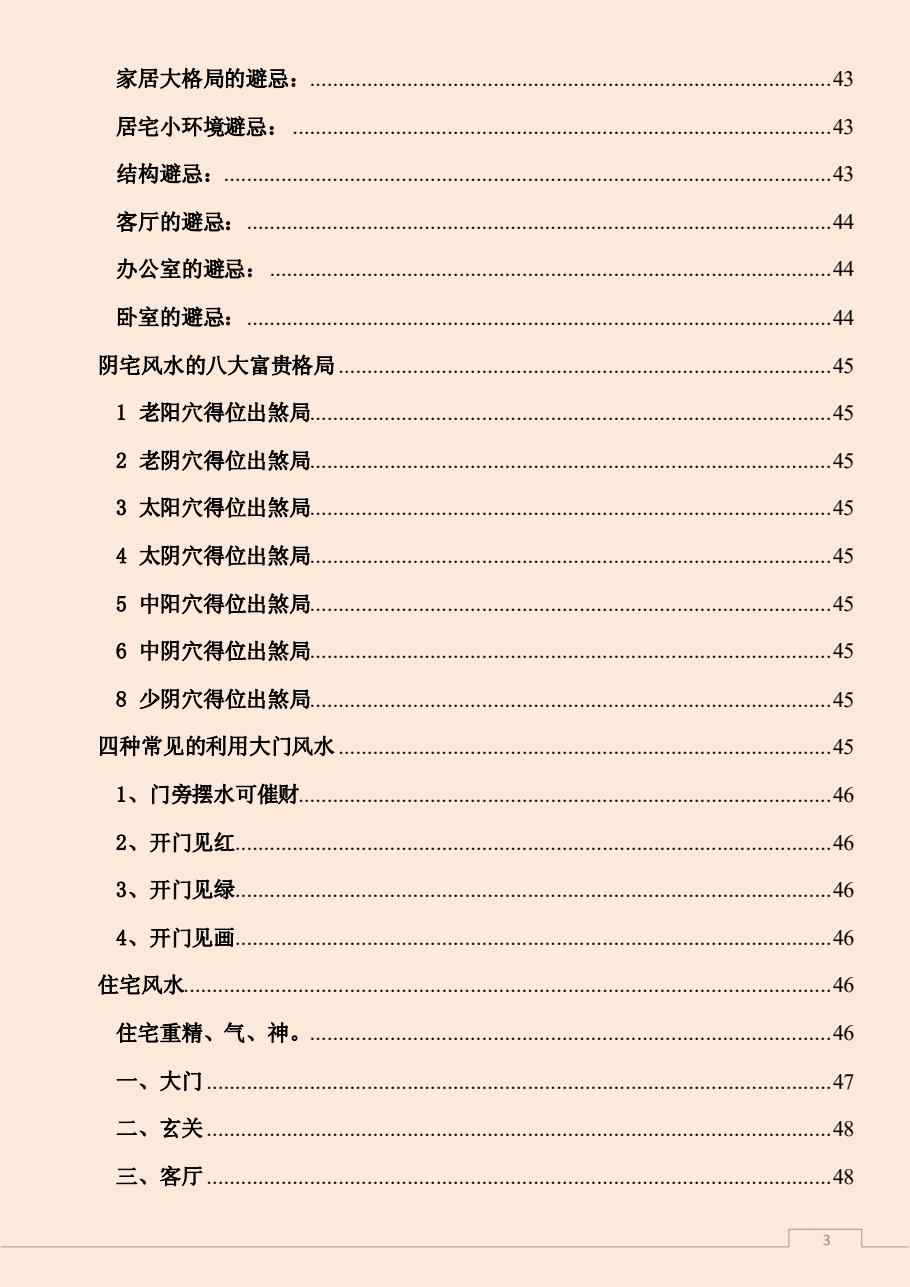 家居大格局的避忌：................43
居宅小环境避忌：................43
结构避忌：................43
客厅的避忌：................44
办公室的避忌：................44
卧室的避忌：................44
阴宅风水的八大富贵格局................45
1 老阳穴得位出煞局................45
2 老阴穴得位出煞局................45
3 太阳穴得位出煞局................45
4 太阴穴得位出煞局................45
5 中阳穴得位出煞局................45
6 中阴穴得位出煞局................45
8 少阴穴得位出煞局................45
四种常见的利用大门风水................45
1、门旁摆水可催财................46
2、开门见红................46
3、开门见绿................46
4、开门见画................46
住宅风水................46
住宅重精、气、神。................46
一、大门................47
二、玄关................48
三、客厅................48
3